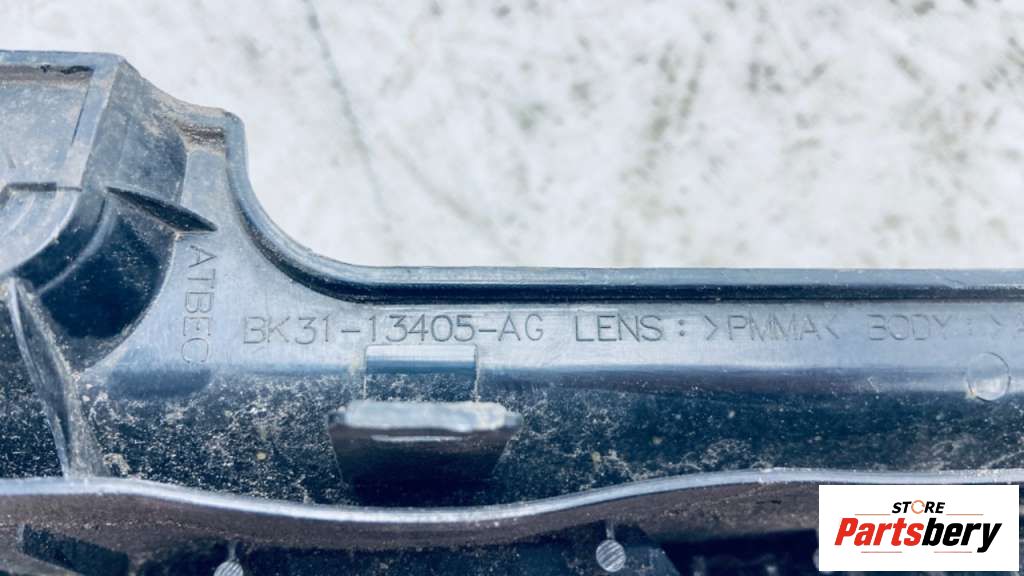 ATBEC
BK31-13405-AG LENS: >PMMA< BODY: >A
STORE
Partsbery